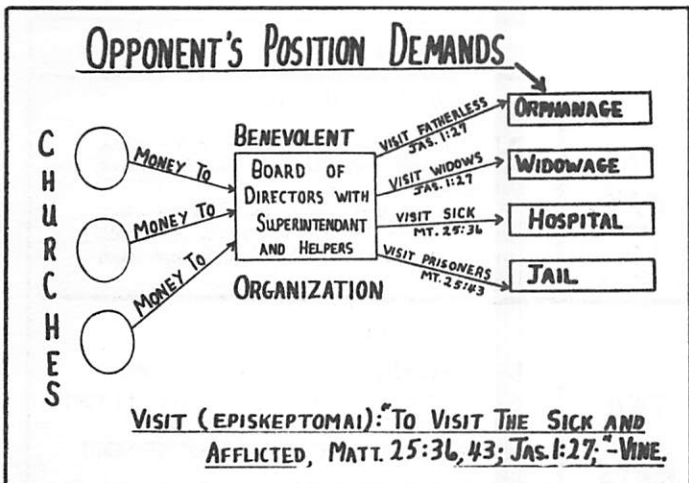 OPPONENT'S POSITION DEMANDS
CHURCHES
MONEY TO
MONEY TO
MONEY TO
BENEVOLENT
BOARD OF
DIRECTORS WITH
SUPERINTENDANT
AND HELPERS
ORGANIZATION
VISIT FATHERLESS
JAS. 1:27
ORPHANAGE
VISIT WIDOWS
JAS. 1:27
WIDOWAGE
VISIT SICK
MT. 25:36
HOSPITAL
VISIT PRISONERS
MT. 25:43
JAIL
VISIT (EPISKEPTOMAI): "TO VISIT THE SICK AND
AFFLICTED, MATT. 25:36, 43; JAS. 1:27;"-VINE.